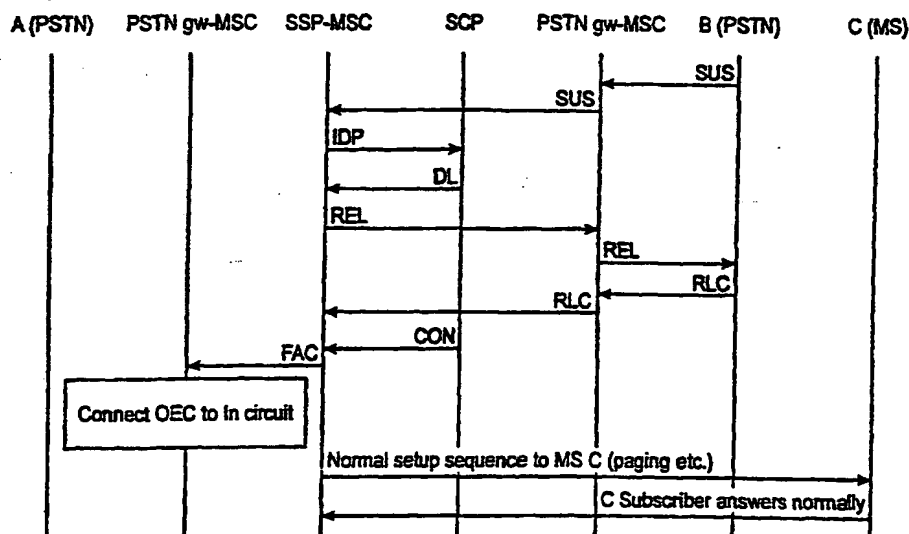 A (PSTN) PSTN gw-MSC SSP-MSC SCP PSTN gw-MSC B (PSTN) C (MS)
SUS
SUS
IDP
DL
REL
REL
RLC
RLC
CON
FAC
Connect OEC to In circuit
Normal setup sequence to MS C (paging etc.)
C Subscriber answers normally